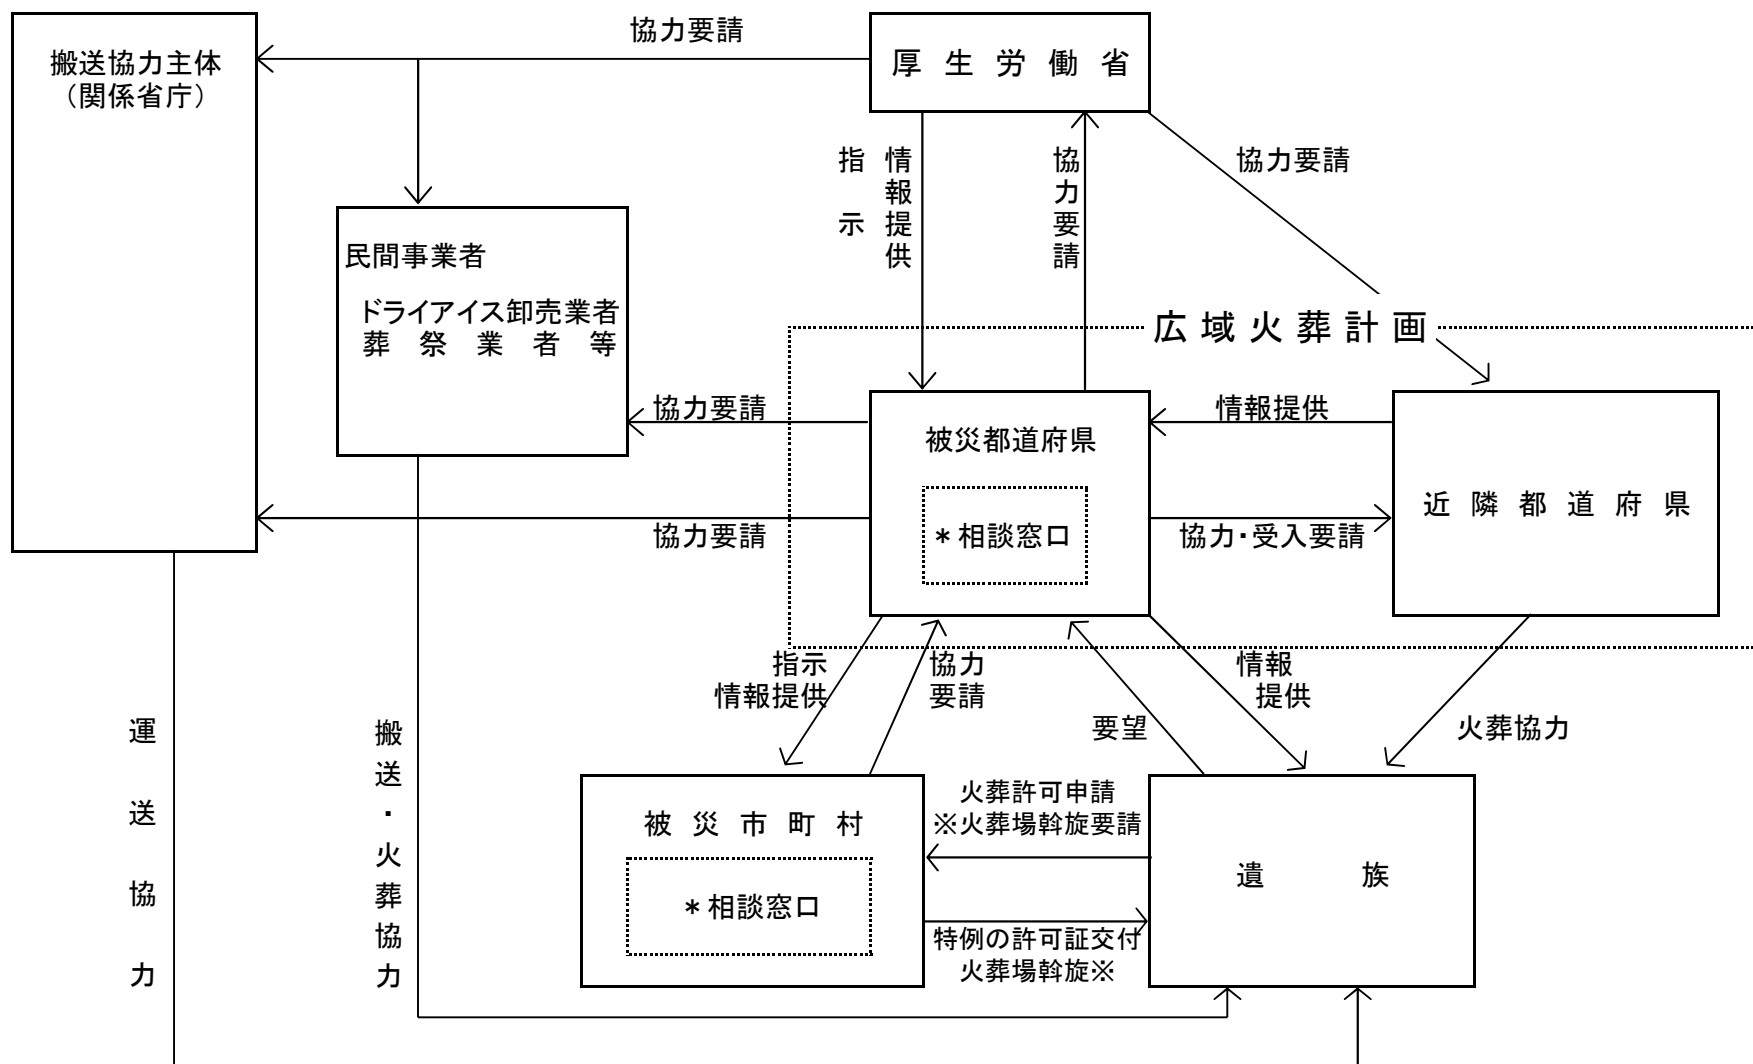 協力要請
厚生労働省
搬送協力主体
（関係省庁）
指示
情報提供
協力要請
協力要請
民間事業者
ドライアイス卸売業者
葬祭業者等
広域火葬計画
協力要請
情報提供
被災都道府県
近隣都道府県
協力要請
＊相談窓口
協力・受入要請
指示
情報提供
協力
要請
情報
提供
要望
火葬協力
運送協力
搬送・火葬協力
被災市町村
火葬許可申請
※火葬場斡旋要請
遺族
＊相談窓口
特例の許可証交付
火葬場斡旋※